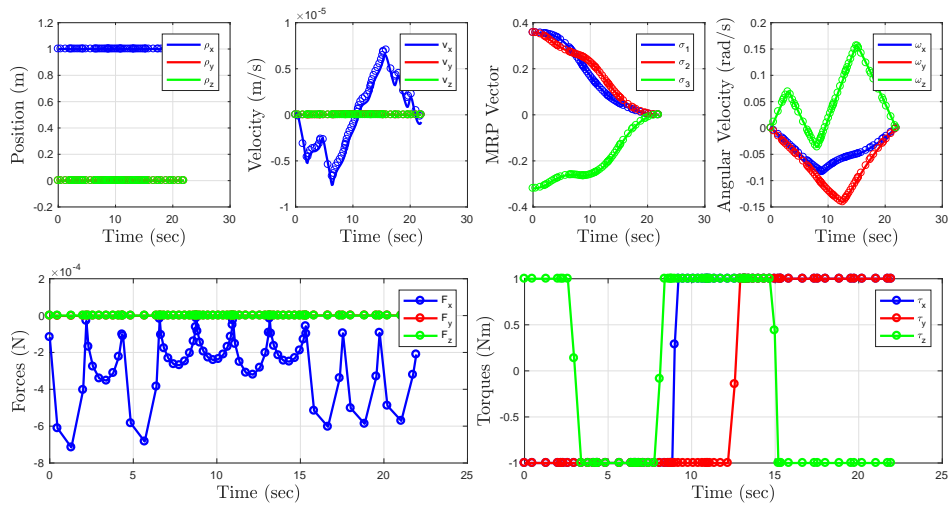 Position (m)
1.2
1
0.8
0.6
0.4
0.2
0
-0.2
0
10
20
30
Time (sec)
ρx
ρy
ρz
×10-5
Velocity (m/s)
1
0.5
0
-0.5
-1
0
10
20
30
Time (sec)
vx
vy
vz
MRP Vector
0.4
0.2
0
-0.2
-0.4
0
10
20
30
Time (sec)
σ1
σ2
σ3
Angular Velocity (rad/s)
0.2
0.15
0.1
0.05
0
-0.05
-0.1
-0.15
0
10
20
30
Time (sec)
ωx
ωy
ωz
×10-4
Forces (N)
2
0
-2
-4
-6
-8
0
5
10
15
20
25
Time (sec)
Fx
Fy
Fz
Torques (Nm)
1
0.5
0
-0.5
-1
0
5
10
15
20
25
Time (sec)
τx
τy
τz